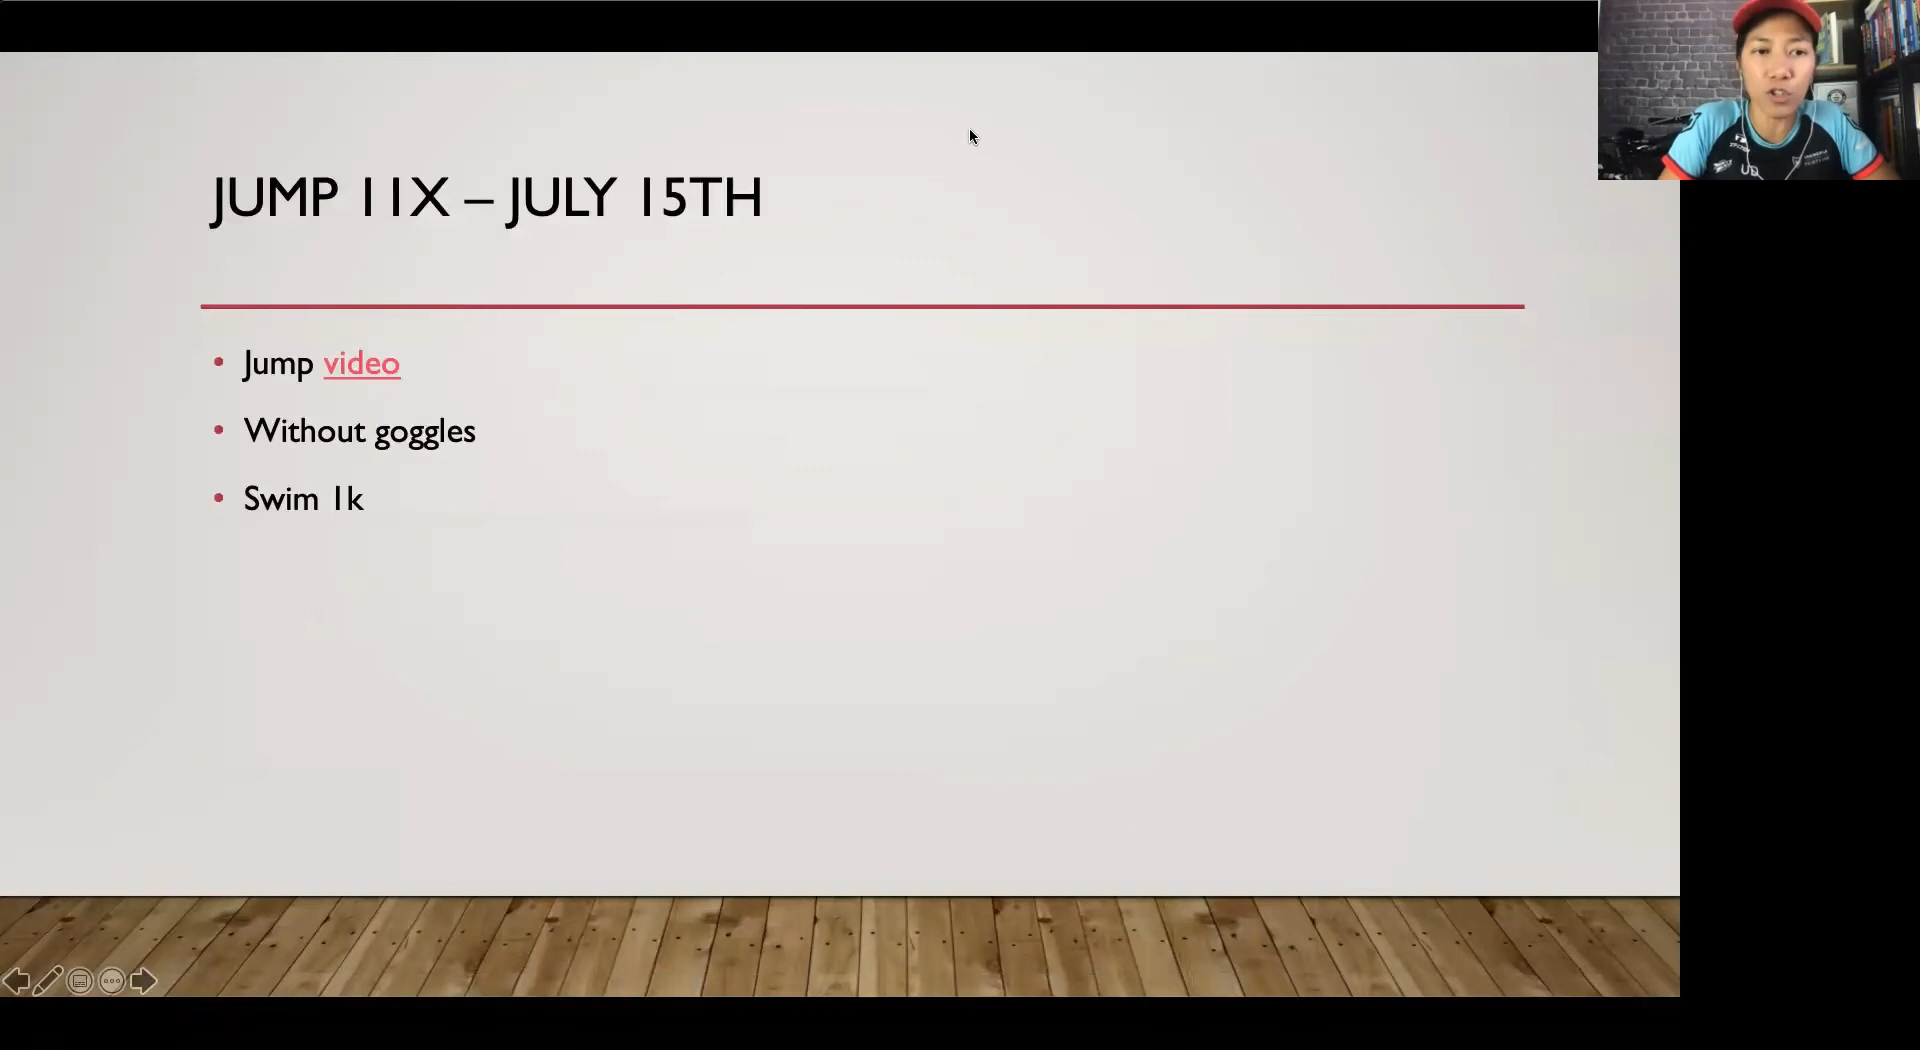 JUMP 11X – JULY 15TH
Jump video
Without goggles
Swim 1k